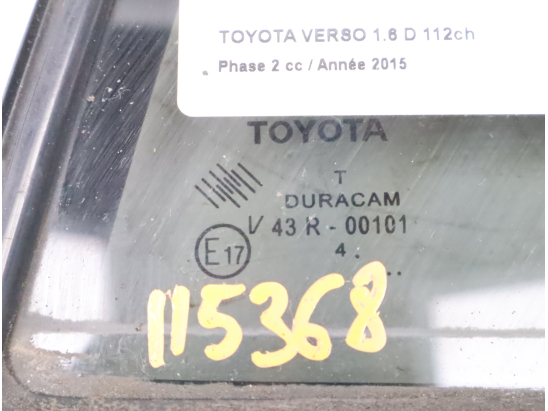 TOYOTA VERSO 1.6 D 112ch
Phase 2 cc / Année 2015
TOYOTA
T
DURACAM
V 43 R - 00101
E17
4 .
..
115368